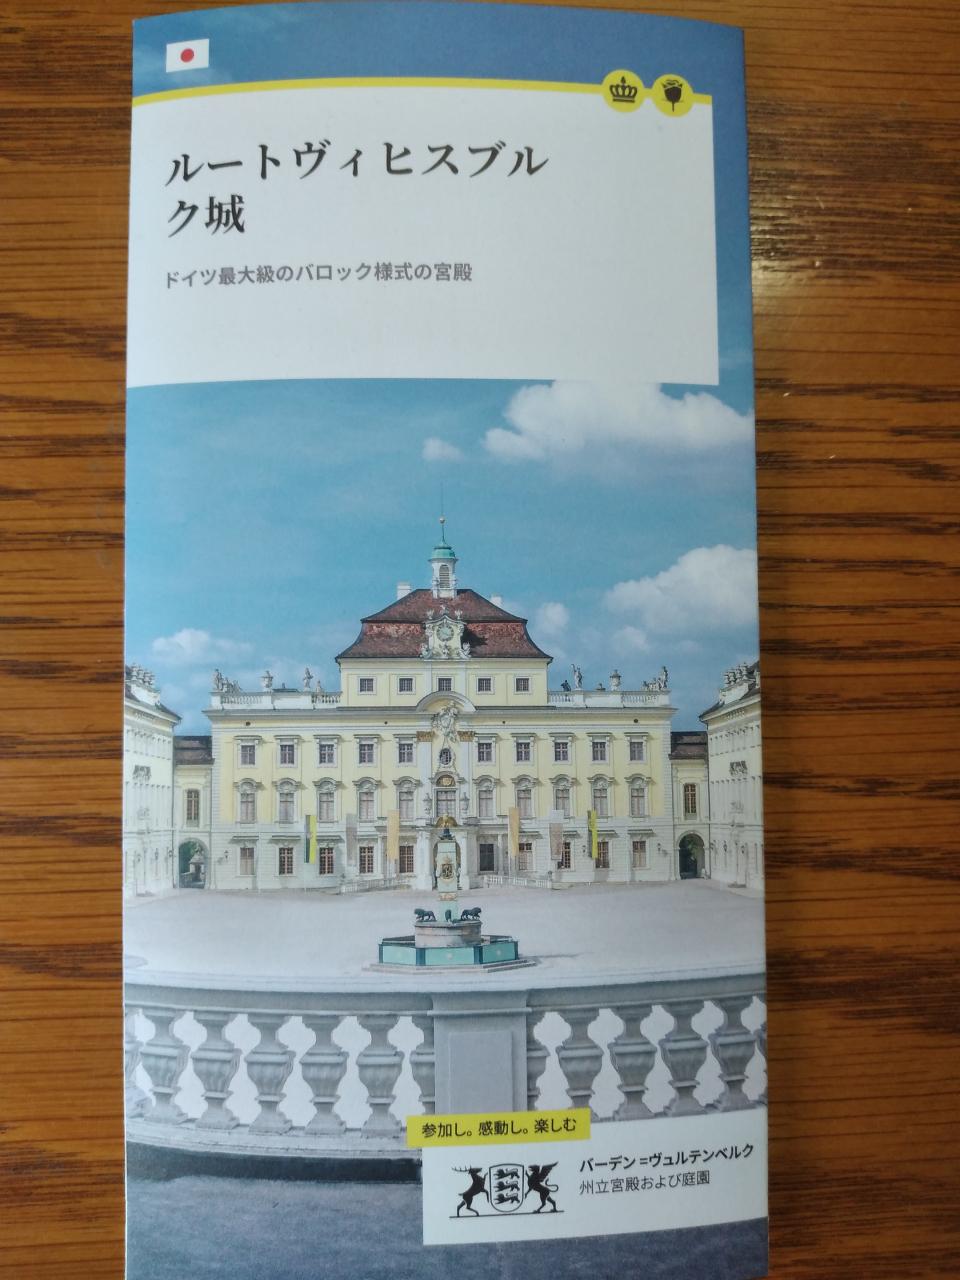 ルートヴィヒスブル
ク城
ドイツ最大級のバロック様式の宮殿
参加し。感動し。楽しむ
バーデン=ヴュルテンベルク
州立宮殿および庭園